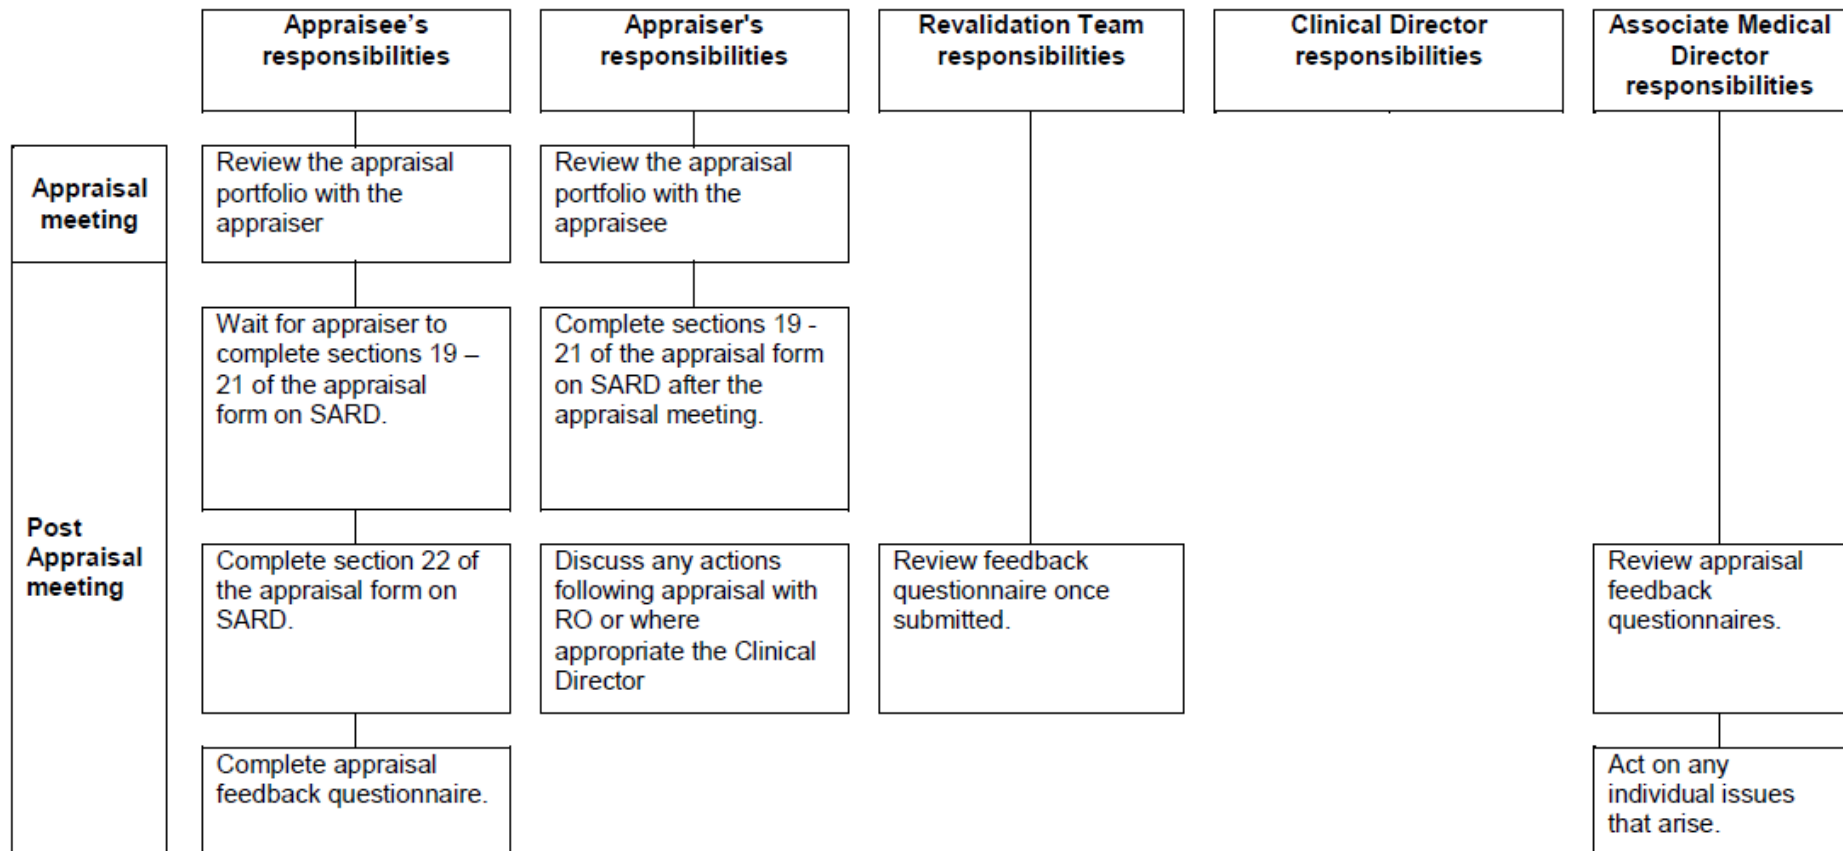 Appraisee’s
responsibilities
Appraiser's
responsibilities
Revalidation Team
responsibilities
Clinical Director
responsibilities
Associate Medical
Director
responsibilities
Appraisal
meeting
Review the appraisal
portfolio with the
appraiser
Review the appraisal
portfolio with the
appraisee
Post
Appraisal
meeting
Wait for appraiser to
complete sections 19 –
21 of the appraisal
form on SARD.
Complete sections 19 -
21 of the appraisal form
on SARD after the
appraisal meeting.
Complete section 22 of
the appraisal form on
SARD.
Discuss any actions
following appraisal with
RO or where
appropriate the Clinical
Director
Review feedback
questionnaire once
submitted.
Review appraisal
feedback
questionnaires.
Complete appraisal
feedback questionnaire.
Act on any
individual issues
that arise.